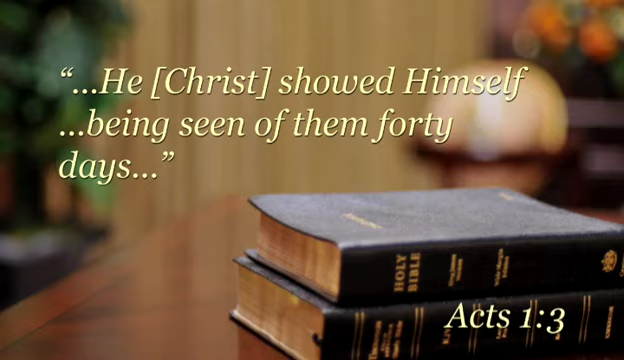 “...He [Christ] showed Himself
...being seen of them forty
days...”
HOLY
BIBLE
Acts 1:3